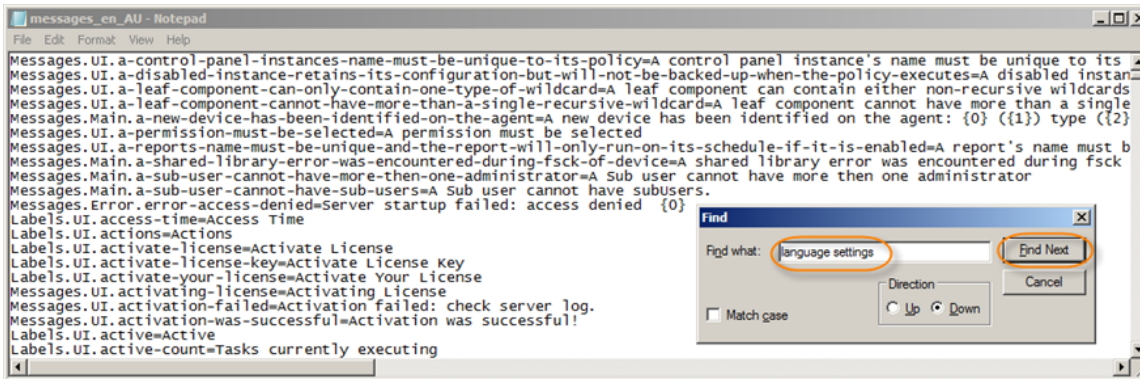 messages_en_AU - Notepad
File Edit Format View Help
Messages.UI.a-control-panel-instances-name-must-be-unique-to-its-policy=A control panel instance's name must be unique to its
Messages.UI.a-disabled-instance-retains-its-configuration-but-will-not-be-backed-up-when-the-policy-executes=A disabled instan
Messages.UI.a-leaf-component-can-only-contain-one-type-of-wildcard=A leaf component can contain either non-recursive wildcards
Messages.UI.a-leaf-component-cannot-have-more-than-a-single-recursive-wildcard=A leaf component cannot have more than a single
Messages.Main.a-new-device-has-been-identified-on-the-agent=A new device has been identified on the agent: {0} ({1}) type ({2}
Messages.UI.a-permission-must-be-selected=A permission must be selected
Messages.UI.a-reports-name-must-be-unique-and-the-report-will-only-run-on-its-schedule-if-it-is-enabled=A report's name must b
Messages.Main.a-shared-library-error-was-encountered-during-fsck-of-device=A shared library error was encountered during fsck
Messages.Main.a-sub-user-cannot-have-more-then-one-administrator=A Sub user cannot have more then one administrator
Messages.UI.a-sub-user-cannot-have-sub-users=A Sub user cannot have subUsers.
Messages.Error.error-access-denied=Server startup failed: access denied {0}
Labels.UI.access-time=Access Time
Labels.UI.actions=Actions
Labels.UI.activate-license=Activate License
Labels.UI.activate-license-key=Activate License Key
Labels.UI.activate-your-license=Activate Your License
Messages.UI.activating-license=Activating License
Messages.UI.activation-failed=Activation failed: check server log.
Messages.UI.activation-was-successful=Activation was successful!
Labels.UI.active=Active
Labels.UI.active-count=Tasks currently executing
Find
Find what: language settings Find Next
Direction Cancel
Match case Up Down